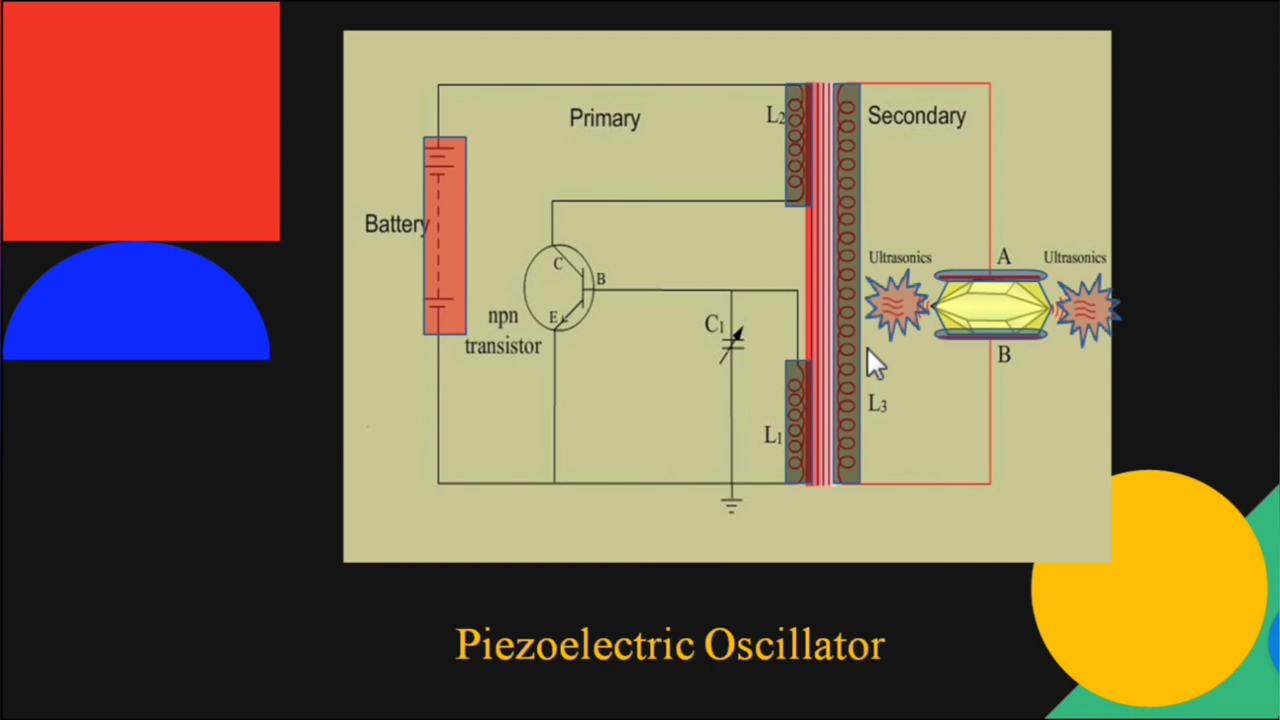 Primary
L2
Secondary
Battery
C
B
E
npn
transistor
C1
L1
L3
Ultrasonics
A
Ultrasonics
B
Piezoelectric Oscillator